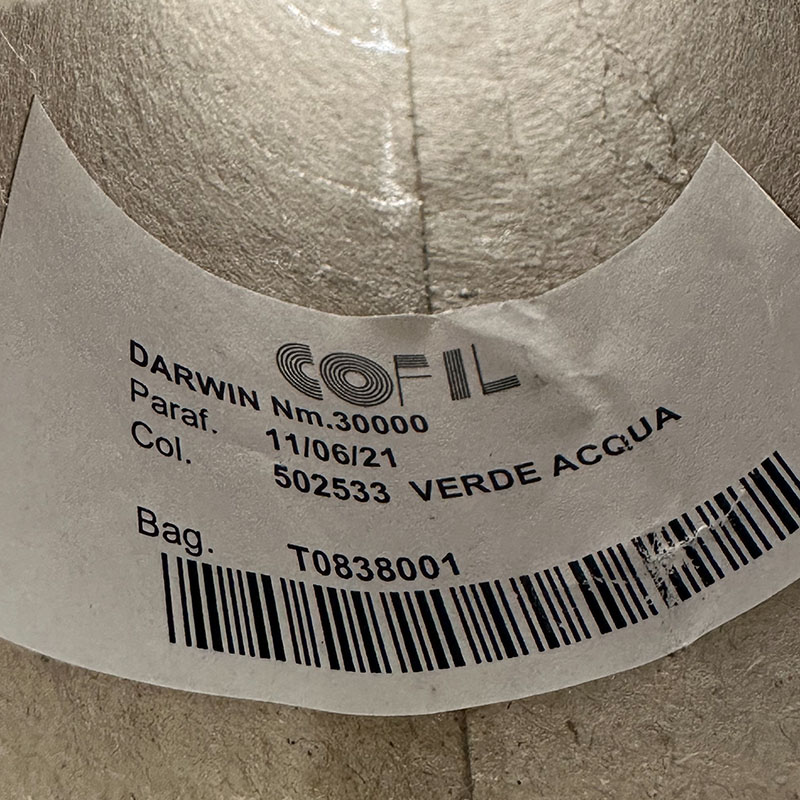 COFIL
DARWIN Nm.30000
Paraf. 11/06/21
Col. 502533 VERDE ACQUA
Bag. T0838001